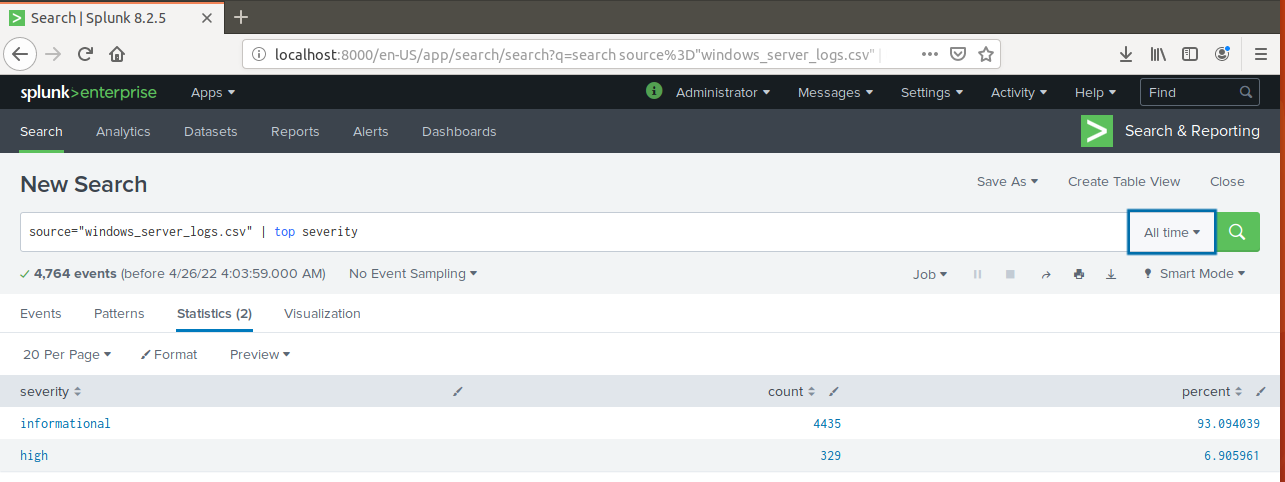 Search | Splunk 8.2.5
localhost:8000/en-US/app/search/search?q=search source%3D"windows_server_logs.csv" |
splunk>enterprise Apps Administrator Messages Settings Activity Help Find
Search Analytics Datasets Reports Alerts Dashboards Search & Reporting
New Search Save As Create Table View Close
source="windows_server_logs.csv" | top severity All time
4,764 events (before 4/26/22 4:03:59.000 AM) No Event Sampling Job Smart Mode
Events Patterns Statistics (2) Visualization
20 Per Page Format Preview
severity count percent
informational 4435 93.094039
high 329 6.905961